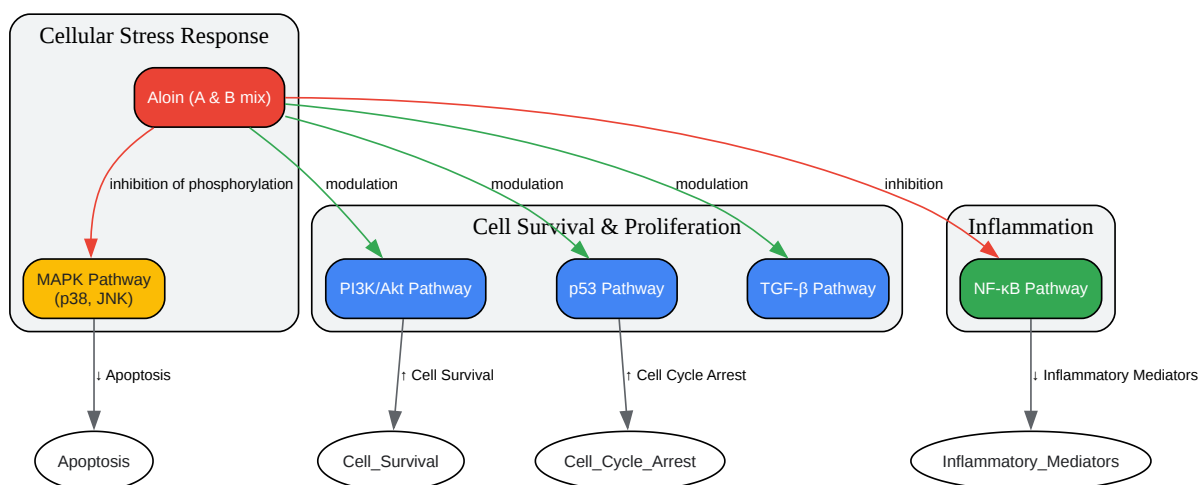 Cellular Stress Response
Aloin (A & B mix)
inhibition of phosphorylation
modulation
modulation
modulation
inhibition
Cell Survival & Proliferation
Inflammation
MAPK Pathway
(p38, JNK)
PI3K/Akt Pathway
p53 Pathway
TGF-β Pathway
NF-κB Pathway
↓ Apoptosis
↑ Cell Survival
↑ Cell Cycle Arrest
↓ Inflammatory Mediators
Apoptosis
Cell_Survival
Cell_Cycle_Arrest
Inflammatory_Mediators